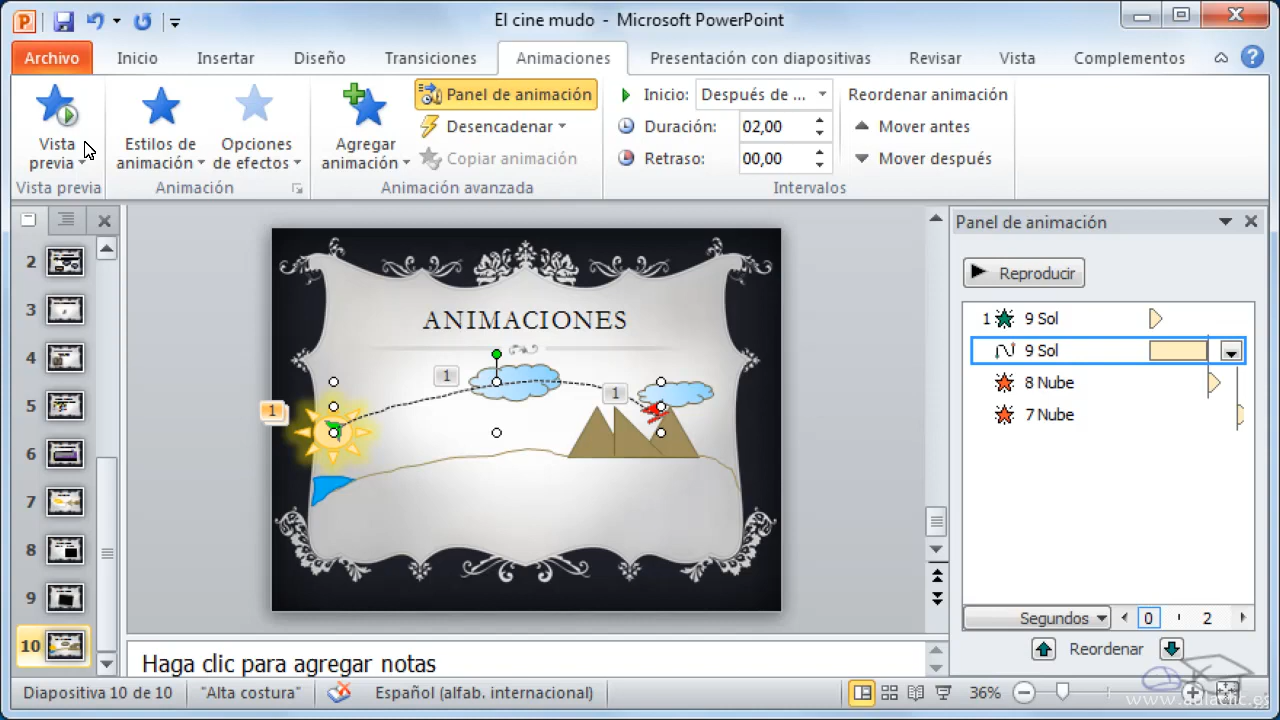 El cine mudo - Microsoft PowerPoint
Archivo Inicio Insertar Diseño Transiciones Animaciones Presentación con diapositivas Revisar Vista Complementos
Vista previa
Vista previa
Estilos de animación
Opciones de efectos
Animación
Agregar animación
Panel de animación
Desencadenar
Copiar animación
Animación avanzada
Inicio: Después de ...
Duración: 02,00
Retraso: 00,00
Reordenar animación
Mover antes
Mover después
Intervalos
2
3
4
5
6
7
8
9
10
ANIMACIONES
1
1
1
Panel de animación
Reproducir
1 9 Sol
9 Sol
8 Nube
7 Nube
Segundos 0 2
Reordenar
Haga clic para agregar notas
Diapositiva 10 de 10 "Alta costura" Español (alfab. internacional) 36%
www.aulaclic.es